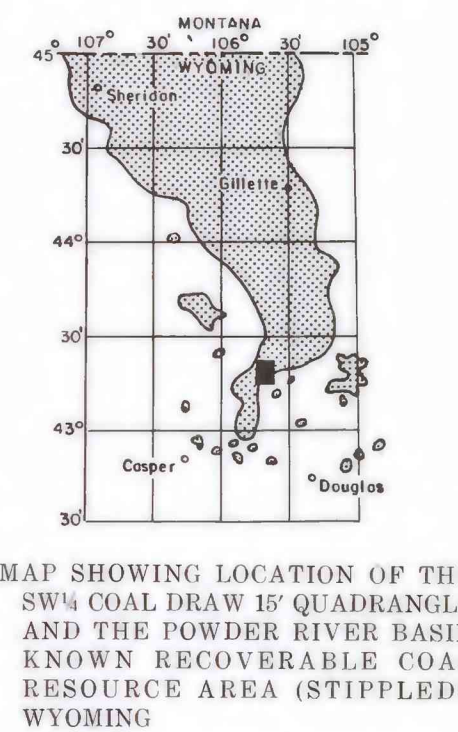 MONTANA
45° 107° 30' 106° 30' 105°
WYOMING
Sheridan
30'
Gillette
44°
30'
43°
Casper
Douglas
30'
MAP SHOWING LOCATION OF TH
SW¼ COAL DRAW 15′ QUADRANGL
AND THE POWDER RIVER BASI
KNOWN RECOVERABLE COA
RESOURCE AREA (STIPPLED
WYOMING